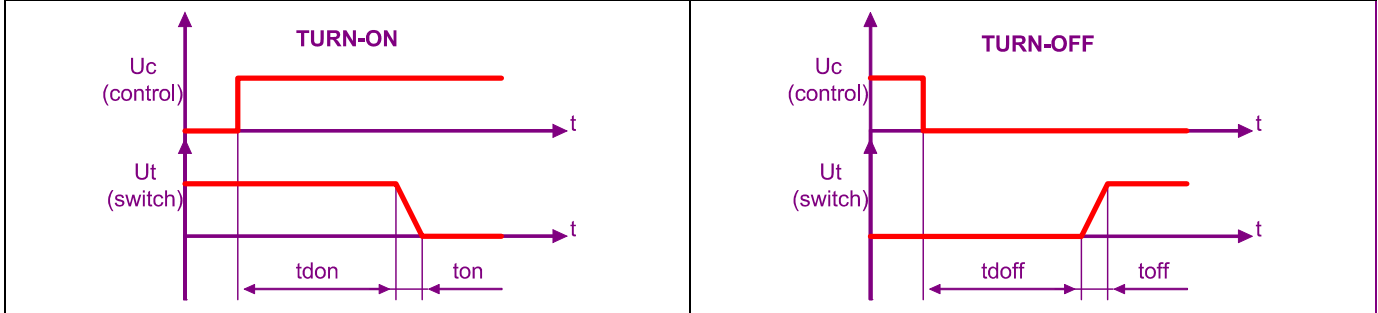 TURN-ON
Uc
(control)
t
Ut
(switch)
t
tdon
ton
TURN-OFF
Uc
(control)
t
Ut
(switch)
t
tdoff
toff